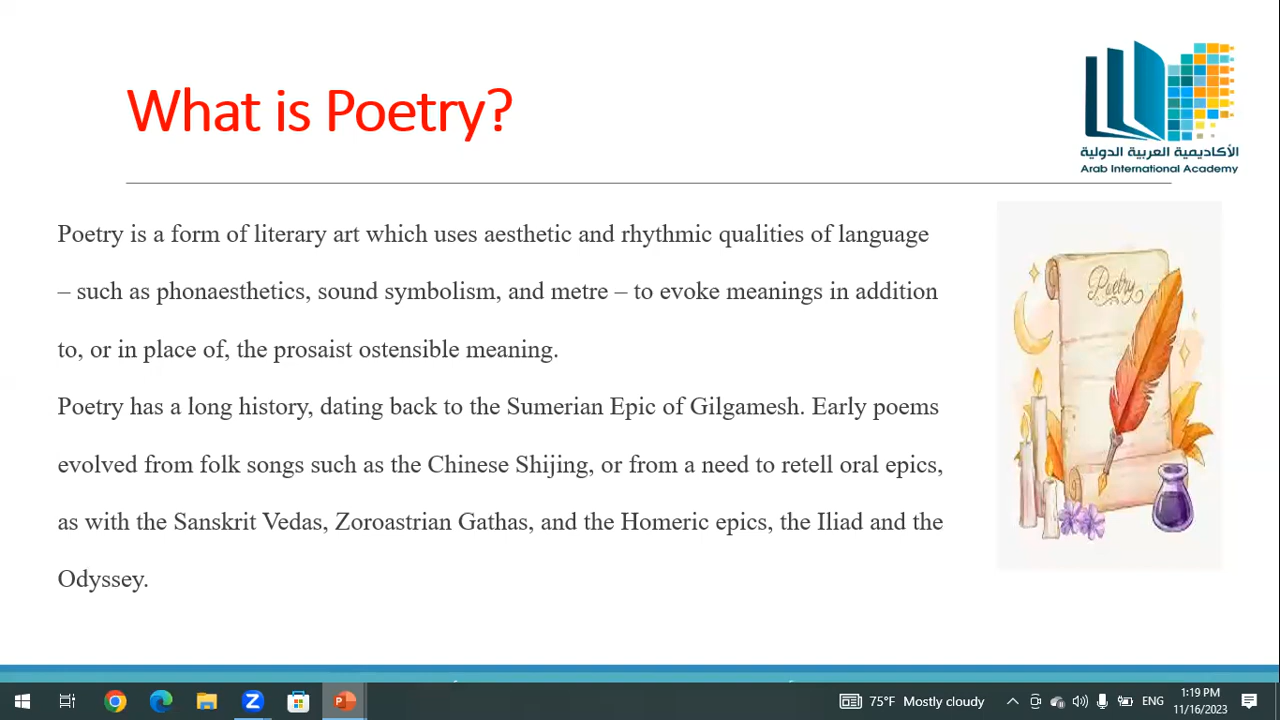 What is Poetry?
الأكاديمية العربية الدولية
Arab International Academy
Poetry is a form of literary art which uses aesthetic and rhythmic qualities of language
– such as phonaesthetics, sound symbolism, and metre – to evoke meanings in addition
to, or in place of, the prosaist ostensible meaning.
Poetry has a long history, dating back to the Sumerian Epic of Gilgamesh. Early poems
evolved from folk songs such as the Chinese Shijing, or from a need to retell oral epics,
as with the Sanskrit Vedas, Zoroastrian Gathas, and the Homeric epics, the Iliad and the
Odyssey.
Poetry
75°F Mostly cloudy
ENG
1:19 PM
11/16/2023